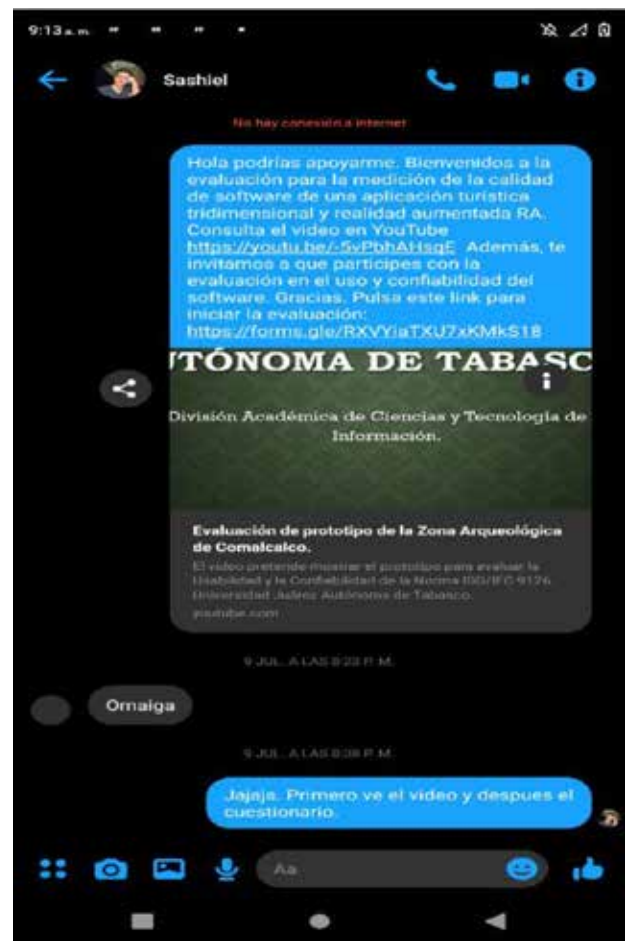 9:13 a. m.
Sashiel
No hay conexión a internet
Hola podrías apoyarme. Bienvenidos a la
evaluación para la medición de la calidad
de software de una aplicación turística
tridimensional y realidad aumentada RA.
Consulta el video en YouTube
https://youtu.be/-5vPbhAHsqE Además, te
invitamos a que participes con la
evaluación en el uso y confiabilidad del
software. Gracias. Pulsa este link para
iniciar la evaluación:
https://forms.gle/RXVYiaTXU7xKMkS18
UTÓNOMA DE TABASC
División Académica de Ciencias y Tecnología de
Información.
Evaluación de prototipo de la Zona Arqueológica
de Comalcalco.
El video pretende mostrar el prototipo para evaluar la
Usabilidad y la Confiabilidad de la Norma ISO/IEC 9126
Universidad Juárez Autónoma de Tabasco.
youtube.com
9 JUL. A LAS 8:23 P. M.
Omaiga
9 JUL. A LAS 8:38 P. M.
Jajaja. Primero ve el video y despues el
cuestionario.
Aa